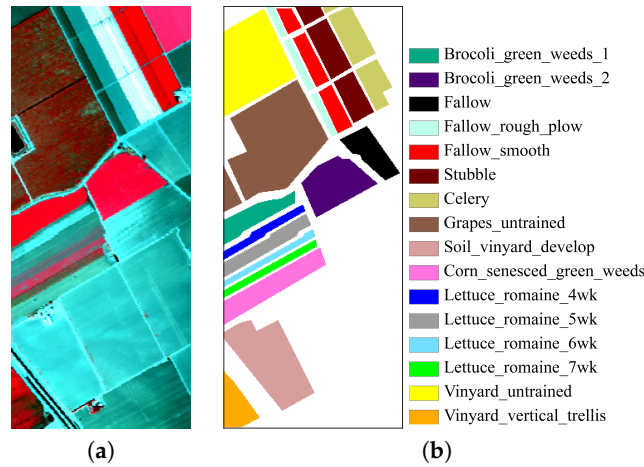 Brocoli_green_weeds_1
Brocoli_green_weeds_2
Fallow
Fallow_rough_plow
Fallow_smooth
Stubble
Celery
Grapes_untrained
Soil_vinyard_develop
Corn_senesced_green_weeds
Lettuce_romaine_4wk
Lettuce_romaine_5wk
Lettuce_romaine_6wk
Lettuce_romaine_7wk
Vinyard_untrained
Vinyard_vertical_trellis
(a) (b)